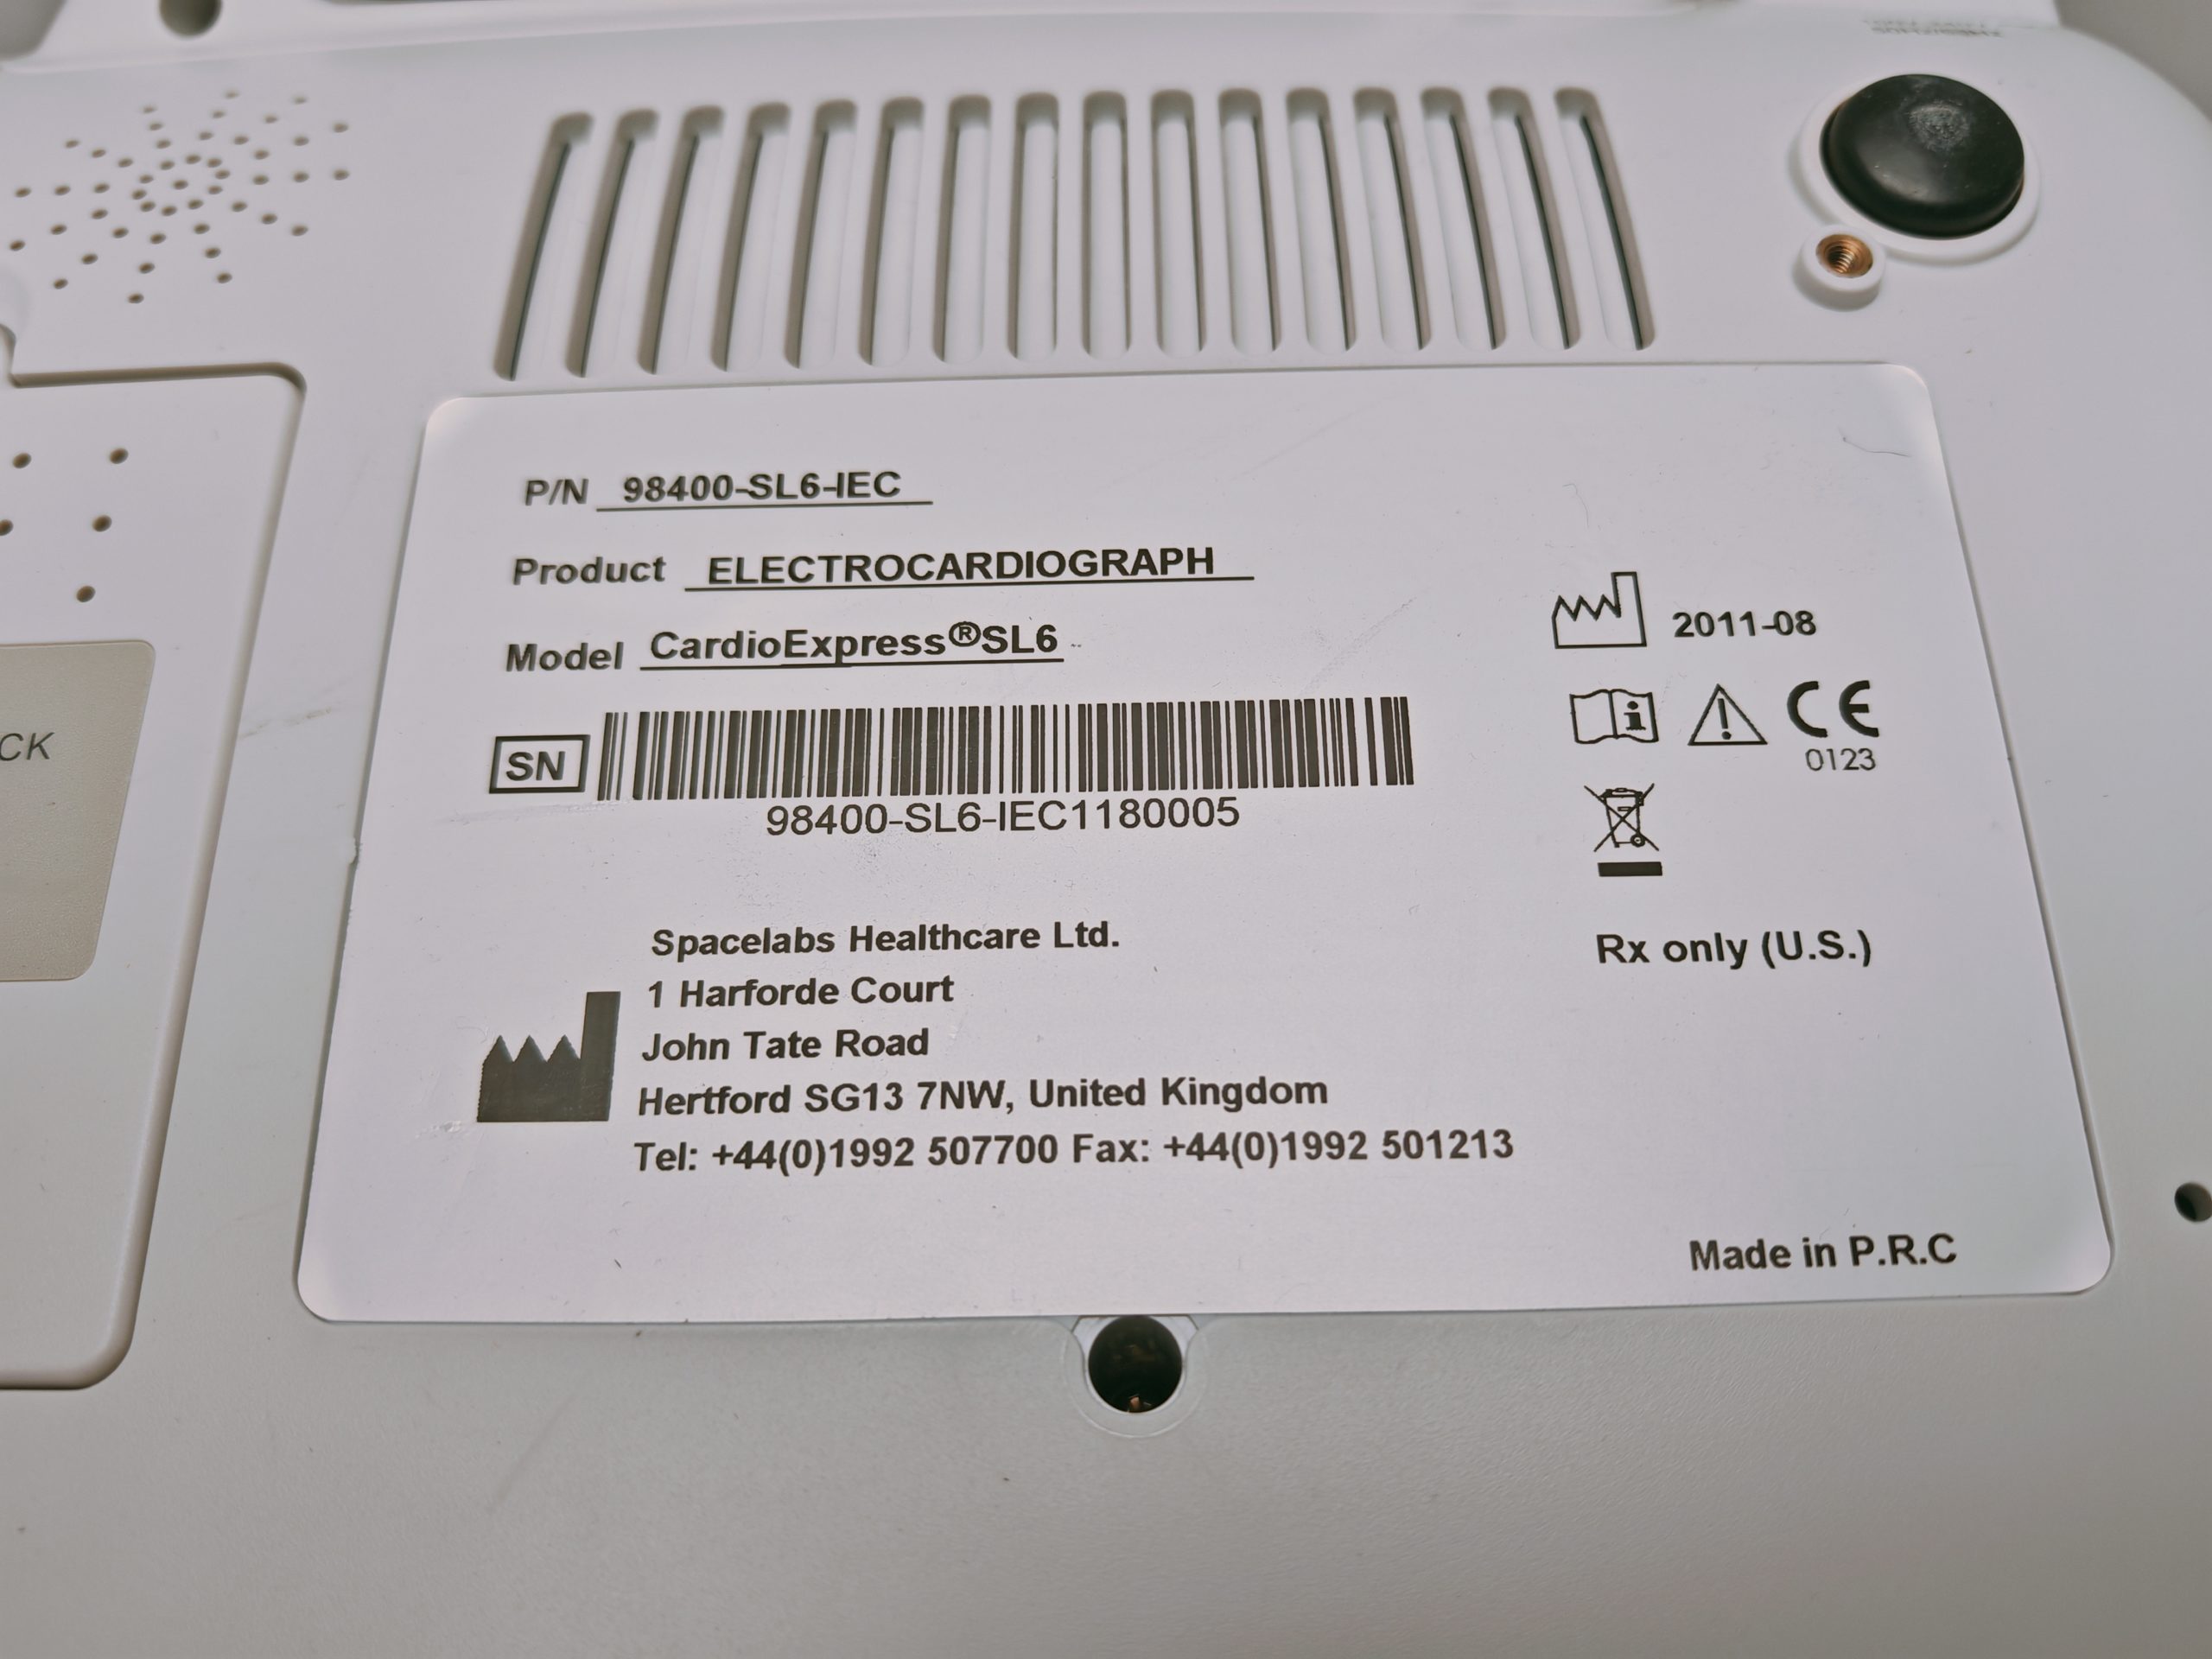 P/N 98400-SL6-IEC
Product ELECTROCARDIOGRAPH
Model CardioExpress®SL6
2011-08
SN
98400-SL6-IEC1180005
CE
0123
CK
Spacelabs Healthcare Ltd.
1 Harforde Court
John Tate Road
Hertford SG13 7NW, United Kingdom
Tel: +44(0)1992 507700 Fax: +44(0)1992 501213
Rx only (U.S.)
Made in P.R.C